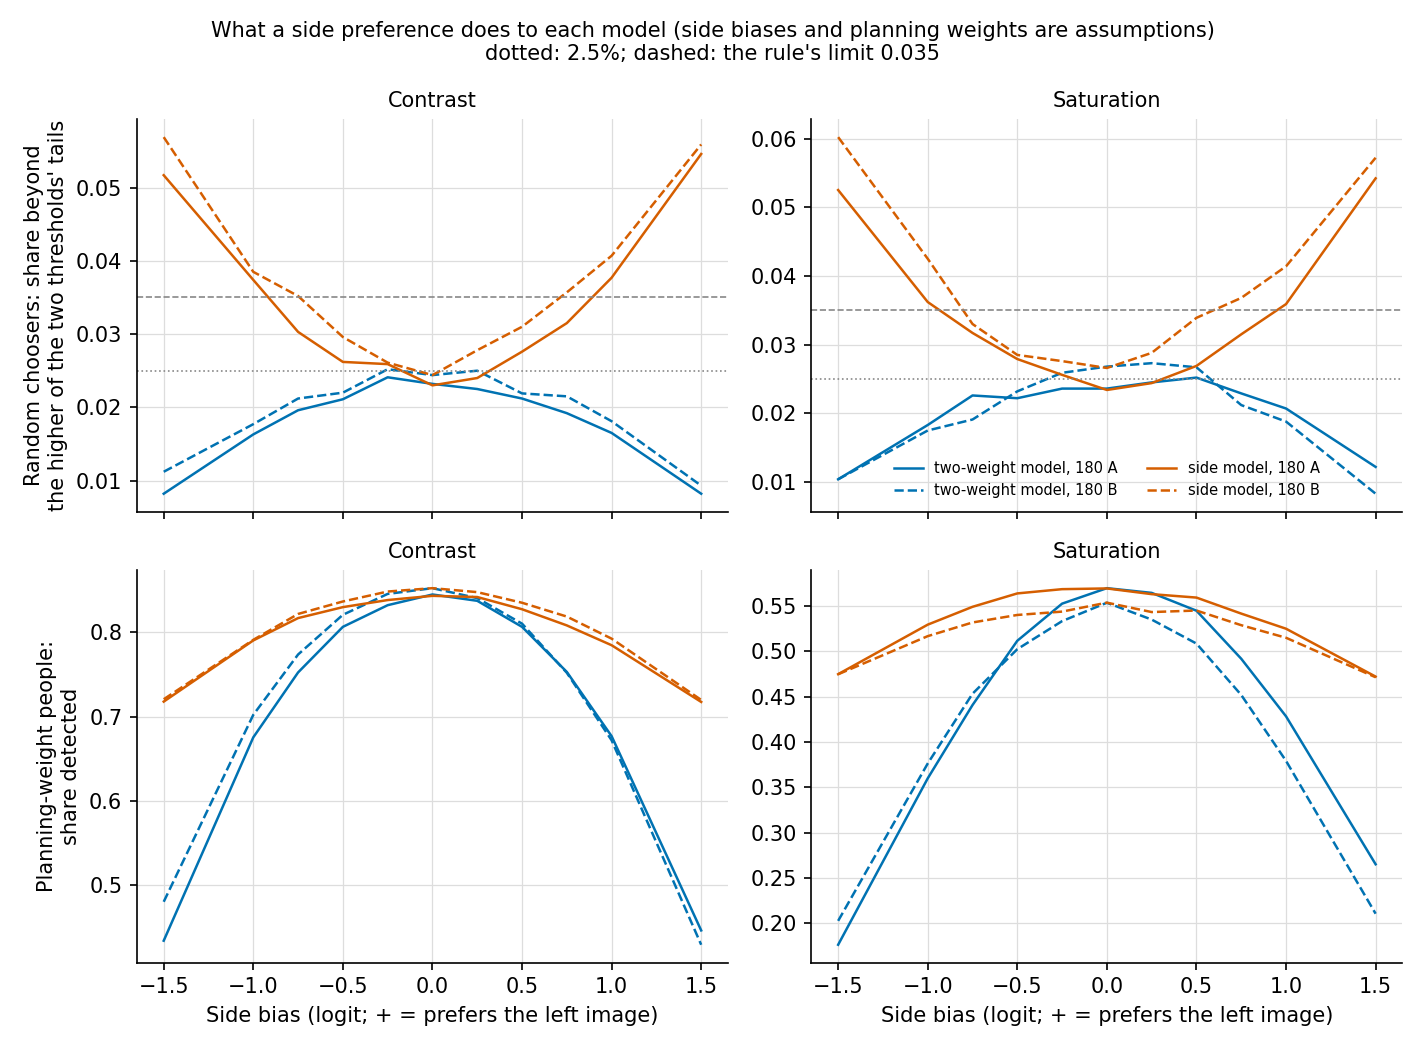 What a side preference does to each model (side biases and planning weights are assumptions)
dotted: 2.5%; dashed: the rule's limit 0.035
Contrast
Random choosers: share beyond
the higher of the two thresholds' tails
0.05
0.04
0.03
0.02
0.01
Saturation
0.06
0.05
0.04
0.03
0.02
0.01
two-weight model, 180 A
two-weight model, 180 B
side model, 180 A
side model, 180 B
Contrast
Planning-weight people:
share detected
0.8
0.7
0.6
0.5
−1.5 −1.0 −0.5 0.0 0.5 1.0 1.5
Side bias (logit; + = prefers the left image)
Saturation
0.55
0.50
0.45
0.40
0.35
0.30
0.25
0.20
−1.5 −1.0 −0.5 0.0 0.5 1.0 1.5
Side bias (logit; + = prefers the left image)